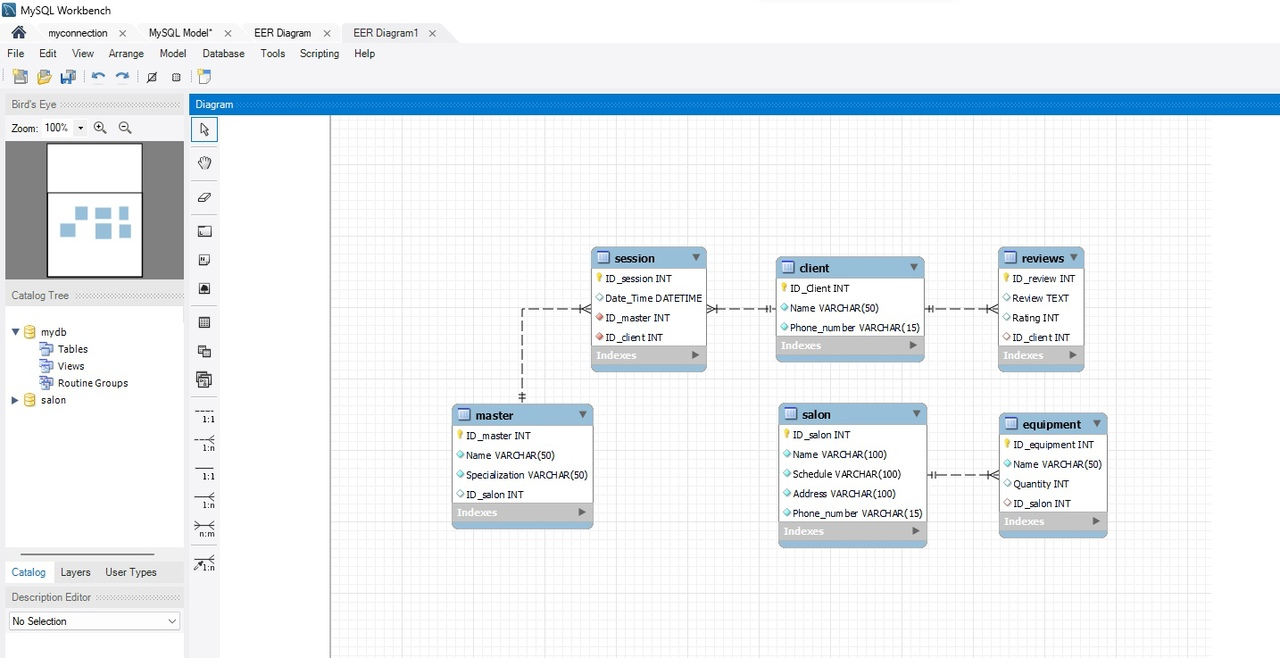 MySQL Workbench
myconnection
MySQL Model*
EER Diagram
EER Diagram1
File Edit View Arrange Model Database Tools Scripting Help
Bird's Eye
Zoom: 100%
Catalog Tree
mydb
Tables
Views
Routine Groups
salon
Catalog Layers User Types
Description Editor
No Selection
Diagram
1:1
1:n
1:1
1:n
n:m
1:n
session
ID_session INT
Date_Time DATETIME
ID_master INT
ID_client INT
Indexes
client
ID_Client INT
Name VARCHAR(50)
Phone_number VARCHAR(15)
Indexes
reviews
ID_review INT
Review TEXT
Rating INT
ID_client INT
Indexes
master
ID_master INT
Name VARCHAR(50)
Specialization VARCHAR(50)
ID_salon INT
Indexes
salon
ID_salon INT
Name VARCHAR(100)
Schedule VARCHAR(100)
Address VARCHAR(100)
Phone_number VARCHAR(15)
Indexes
equipment
ID_equipment INT
Name VARCHAR(50)
Quantity INT
ID_salon INT
Indexes